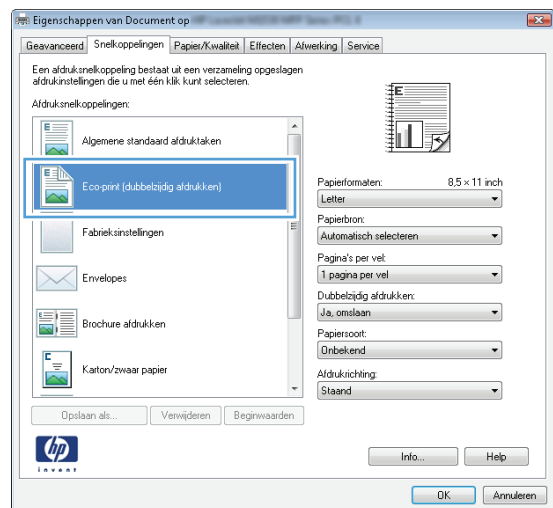 Eigenschappen van Document op
Geavanceerd Snelkoppelingen Papier/Kwaliteit Effecten Afwerking Service
Een afdruksnelkoppeling bestaat uit een verzameling opgeslagen
afdrukinstellingen die u met één klik kunt selecteren.
Afdruksnelkoppelingen:
Algemene standaard afdruktaken
Eco-print (dubbelzijdig afdrukken)
Fabrieksinstellingen
Envelopes
Brochure afdrukken
Karton/zwaar papier
Opslaan als... Verwijderen Beginwaarden
Papierformaten: 8,5 × 11 inch
Letter
Papierbron:
Automatisch selecteren
Pagina's per vel:
1 pagina per vel
Dubbelzijdig afdrukken:
Ja, omslaan
Papiersoort:
Onbekend
Afdrukrichting:
Staand
hp
invent
Info... Help
OK Annuleren